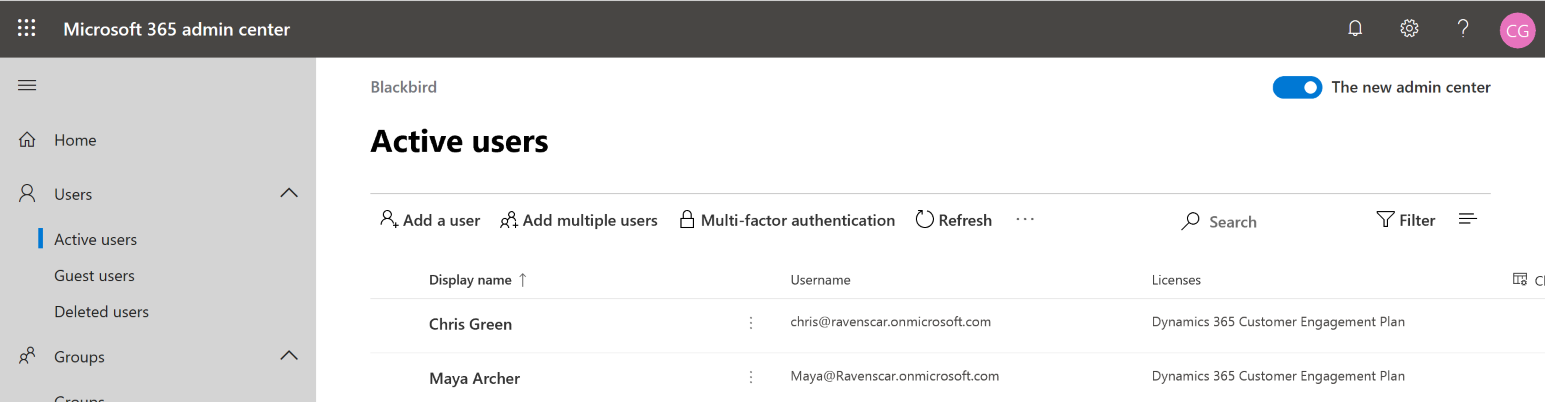 Microsoft 365 admin center
CG
Blackbird
The new admin center
Home
Active users
Users
Add a user
Add multiple users
Multi-factor authentication
Refresh
Search
Filter
Active users
Guest users
Display name ↑
Username
Licenses
Deleted users
Chris Green
chris@ravenscar.onmicrosoft.com
Dynamics 365 Customer Engagement Plan
Groups
Maya Archer
Maya@Ravenscar.onmicrosoft.com
Dynamics 365 Customer Engagement Plan
Groups